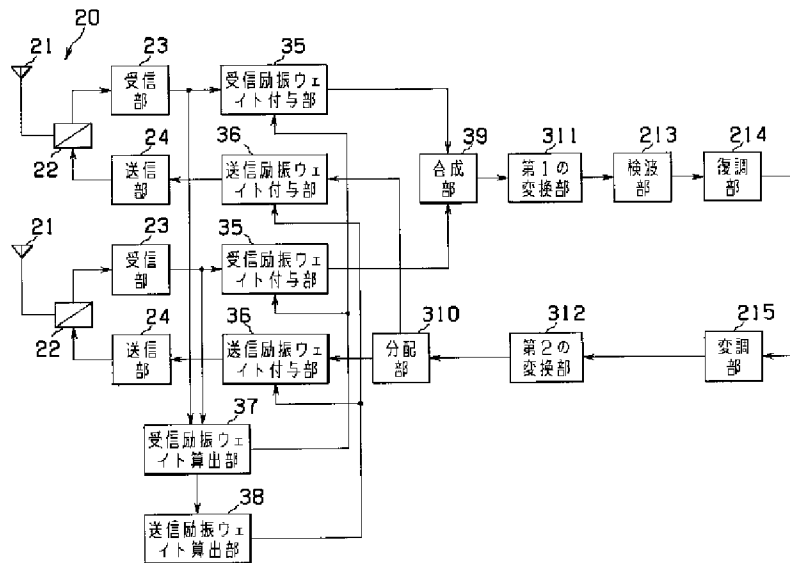 20
21
22
23
受信部
24
送信部
35
受信励振ウェ
イト付与部
36
送信励振ウェ
イト付与部
39
合成部
311
第1の
変換部
213
検波部
214
復調部
21
22
23
受信部
24
送信部
35
受信励振ウェ
イト付与部
36
送信励振ウェ
イト付与部
310
分配部
312
第2の
変換部
215
変調部
37
受信励振ウェ
イト算出部
38
送信励振ウェ
イト算出部